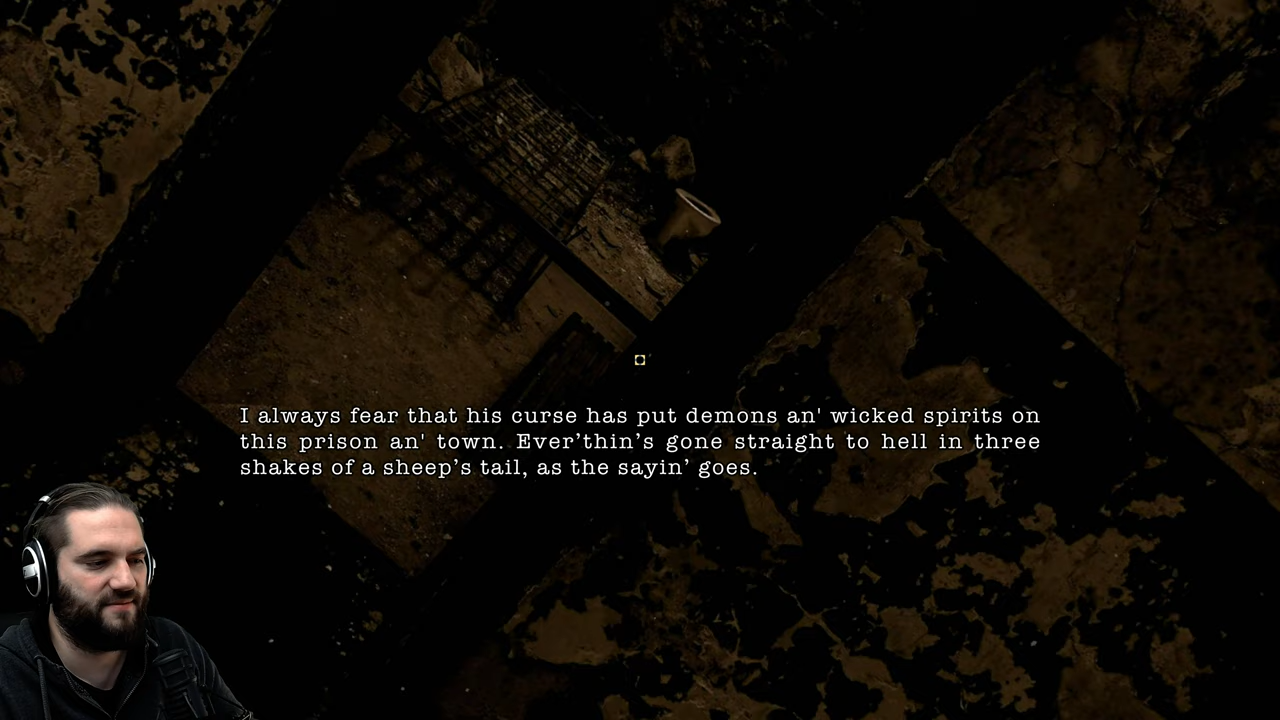 I always fear that his curse has put demons an' wicked spirits on
this prison an' town. Ever’thin’s gone straight to hell in three
shakes of a sheep’s tail, as the sayin’ goes.